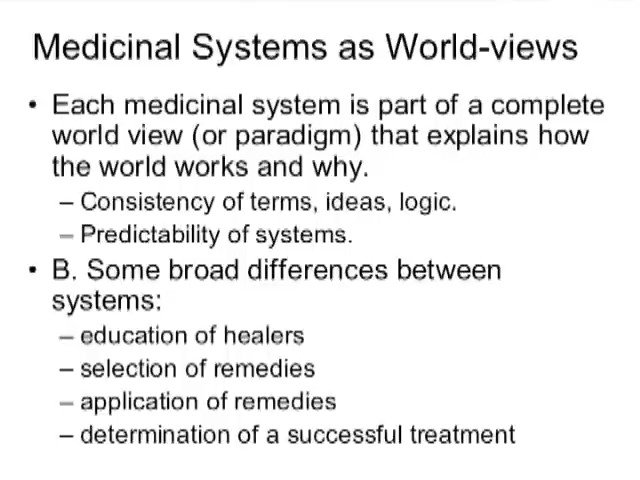 Medicinal Systems as World-views
• Each medicinal system is part of a complete
world view (or paradigm) that explains how
the world works and why.
– Consistency of terms, ideas, logic.
– Predictability of systems.
• B. Some broad differences between
systems:
– education of healers
– selection of remedies
– application of remedies
– determination of a successful treatment